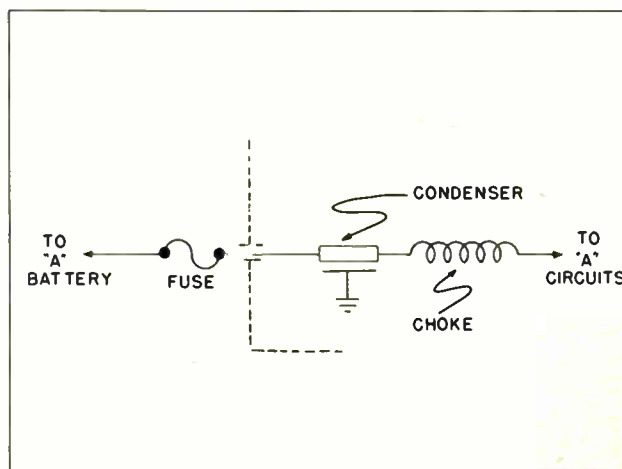 CONDENSER
TO
"A"
BATTERY
FUSE
TO
"A"
CIRCUITS
CHOKE